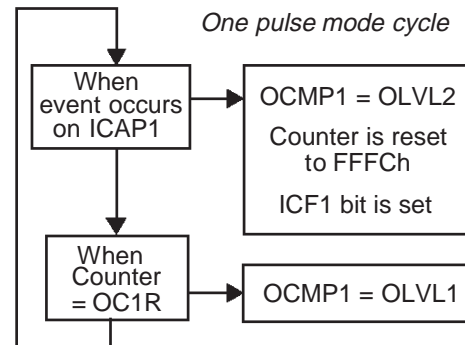 One pulse mode cycle
When
event occurs
on ICAP1
OCMP1 = OLVL2
Counter is reset
to FFFCh
ICF1 bit is set
When
Counter
= OC1R
OCMP1 = OLVL1